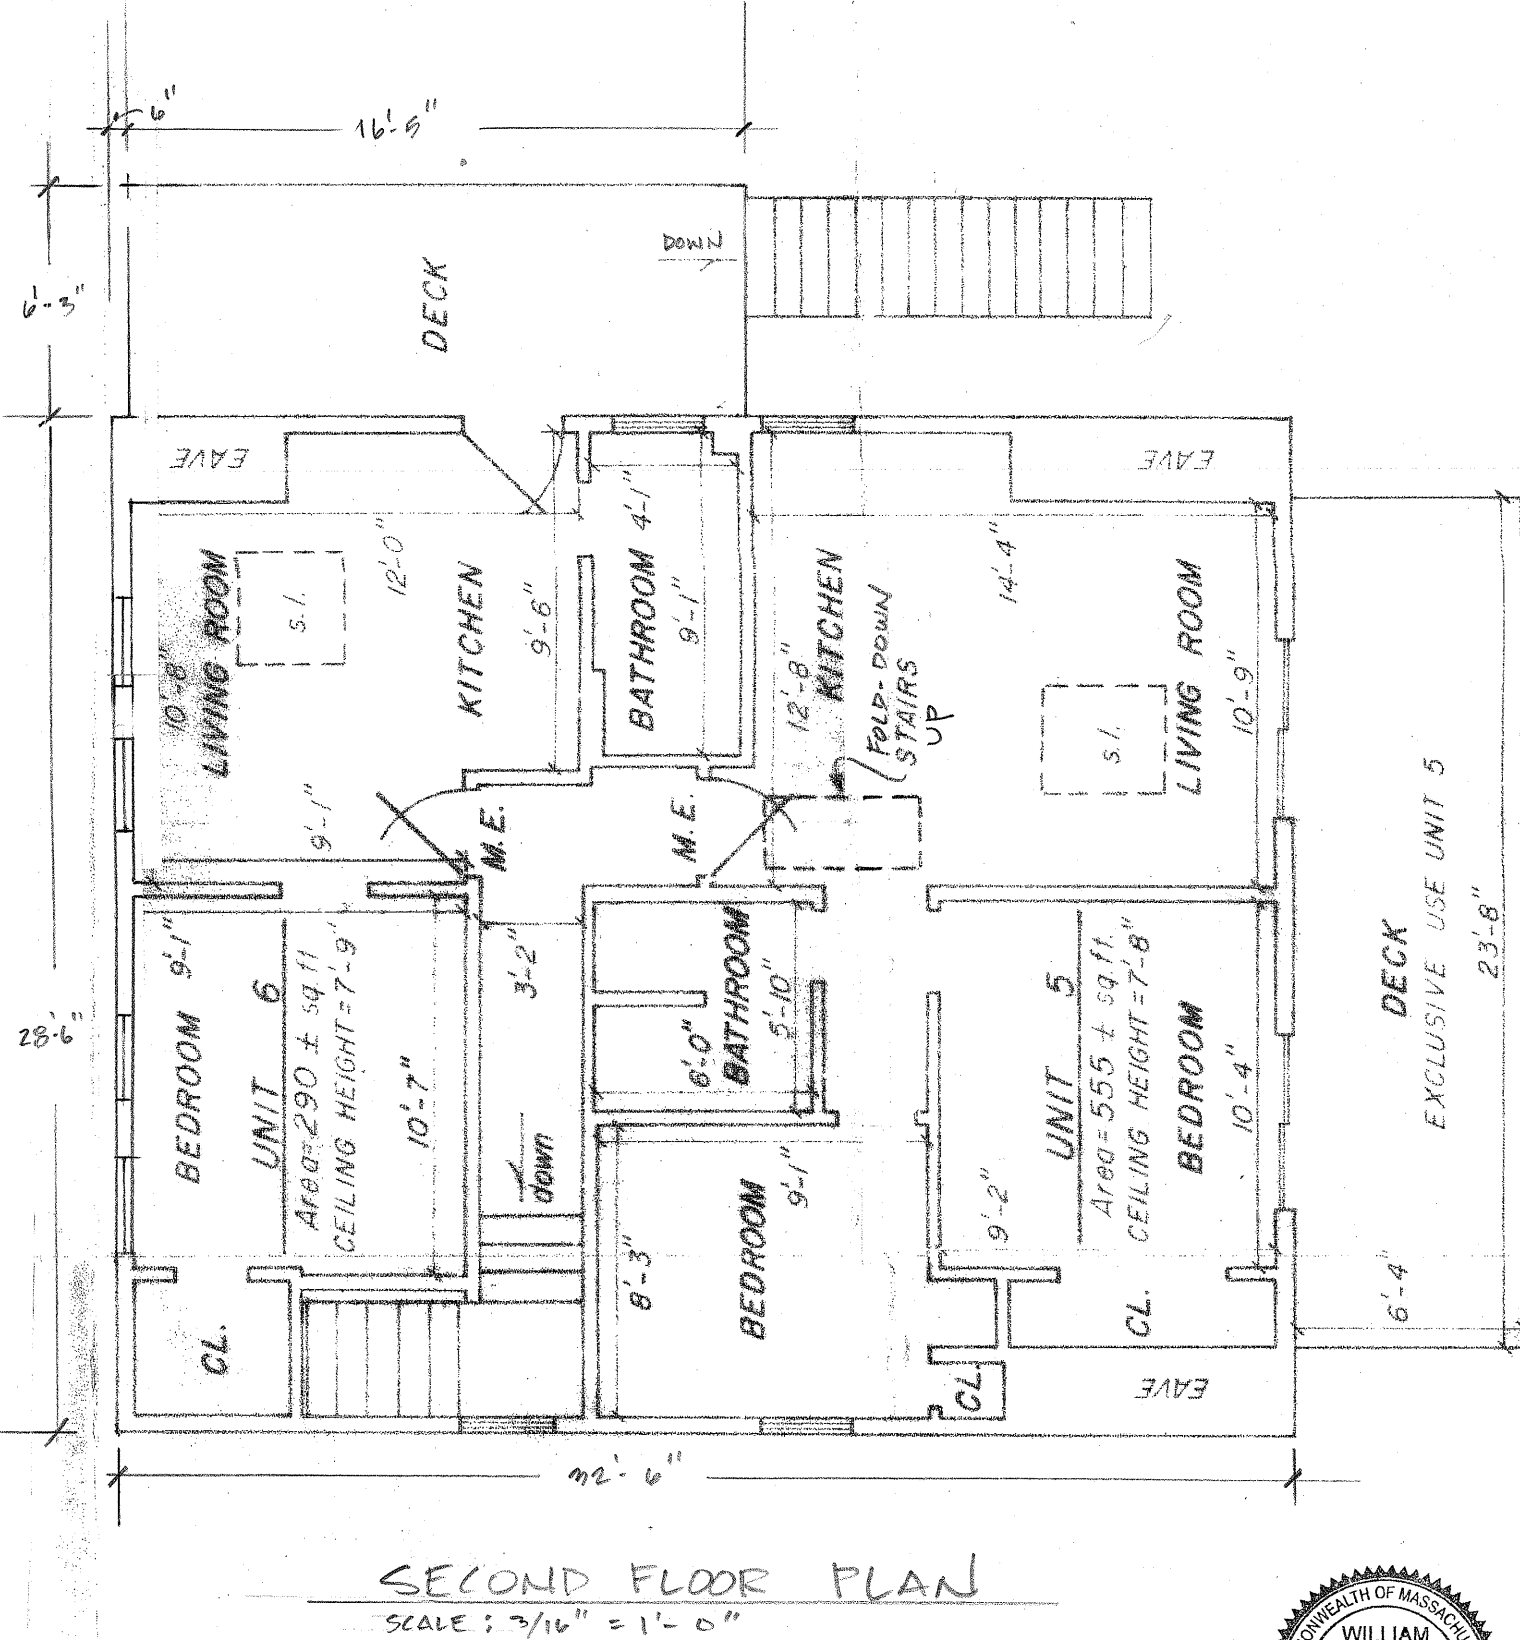 6"
16'-5"
6'-3"
DECK
DOWN
EAVE
EAVE
LIVING ROOM
10'-8"
s.l.
12'-0"
KITCHEN
9'-6"
9'-1"
BATHROOM
4'-1"
9'-1"
12'-8"
KITCHEN
FOLD-DOWN
STAIRS
UP
14'-4"
s.l.
LIVING ROOM
10'-9"
M.E.
M.E.
28'-6"
BEDROOM
9'-1"
UNIT 6
Area=290 ± sq.ft.
CEILING HEIGHT=7'-9"
10'-7"
3'-2"
down
BATHROOM
6'-0"
5'-10"
BEDROOM
8'-3"
9'-1"
UNIT 5
Area=555 ± sq.ft.
CEILING HEIGHT=7'-8"
BEDROOM
10'-4"
9'-2"
CL.
CL.
CL.
EAVE
DECK
EXCLUSIVE USE UNIT 5
23'-8"
6'-4"
32'-6"
SECOND FLOOR PLAN
SCALE : 3/16" = 1'-0"
WILLIAM